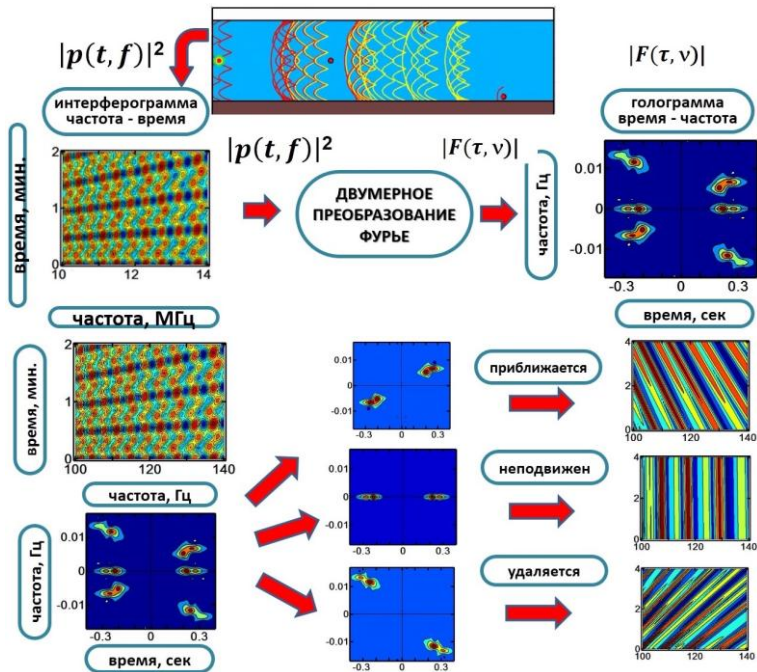 |p(t, f)|²
|F(τ, ν)|
интерферограмма
частота - время
голограмма
время - частота
|p(t, f)|²
|F(τ, ν)|
ДВУМЕРНОЕ
ПРЕОБРАЗОВАНИЕ
ФУРЬЕ
время, мин.
2
1
0
10
12
14
частота, МГц
частота, Гц
0.01
0
-0.01
-0.3
0
0.3
время, сек
время, мин.
2
1
0
100
120
140
частота, Гц
0.01
0
-0.01
-0.3
0
0.3
приближается
4
2
0
100
120
140
0.01
0
-0.01
-0.3
0
0.3
неподвижен
4
2
0
100
120
140
частота, Гц
0.01
0
-0.01
-0.3
0
0.3
время, сек
0.01
0
-0.01
-0.3
0
0.3
удаляется
4
2
0
100
120
140